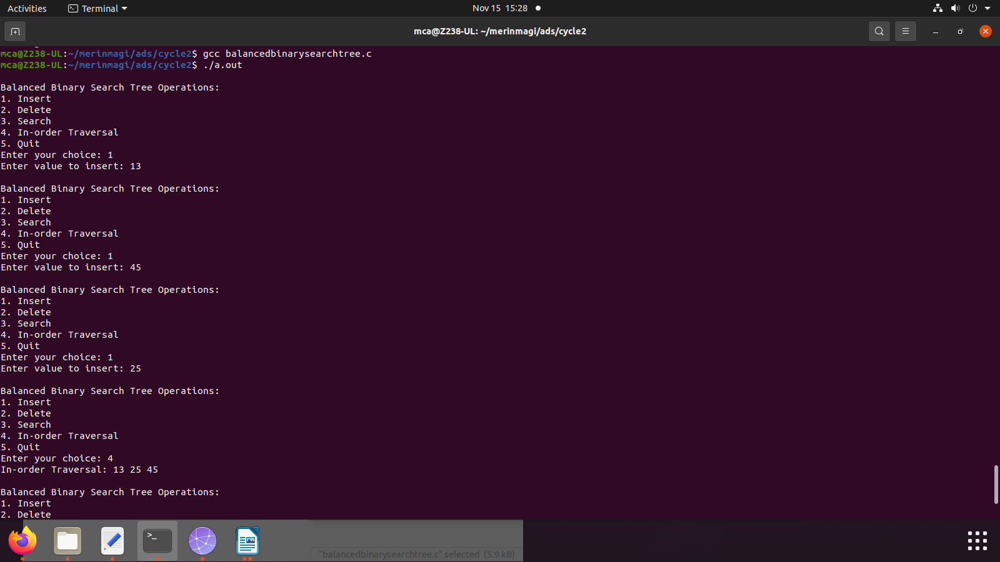 Activities Terminal Nov 15 15:28
mca@Z238-UL: ~/merinmagi/ads/cycle2
mca@Z238-UL:~/merinmagi/ads/cycle2$ gcc balancedbinarysearchtree.c
mca@Z238-UL:~/merinmagi/ads/cycle2$ ./a.out
Balanced Binary Search Tree Operations:
1. Insert
2. Delete
3. Search
4. In-order Traversal
5. Quit
Enter your choice: 1
Enter value to insert: 13
Balanced Binary Search Tree Operations:
1. Insert
2. Delete
3. Search
4. In-order Traversal
5. Quit
Enter your choice: 1
Enter value to insert: 45
Balanced Binary Search Tree Operations:
1. Insert
2. Delete
3. Search
4. In-order Traversal
5. Quit
Enter your choice: 1
Enter value to insert: 25
Balanced Binary Search Tree Operations:
1. Insert
2. Delete
3. Search
4. In-order Traversal
5. Quit
Enter your choice: 4
In-order Traversal: 13 25 45
Balanced Binary Search Tree Operations:
1. Insert
2. Delete
>_
"balancedbinarysearchtree.c" selected (5.9 kB)